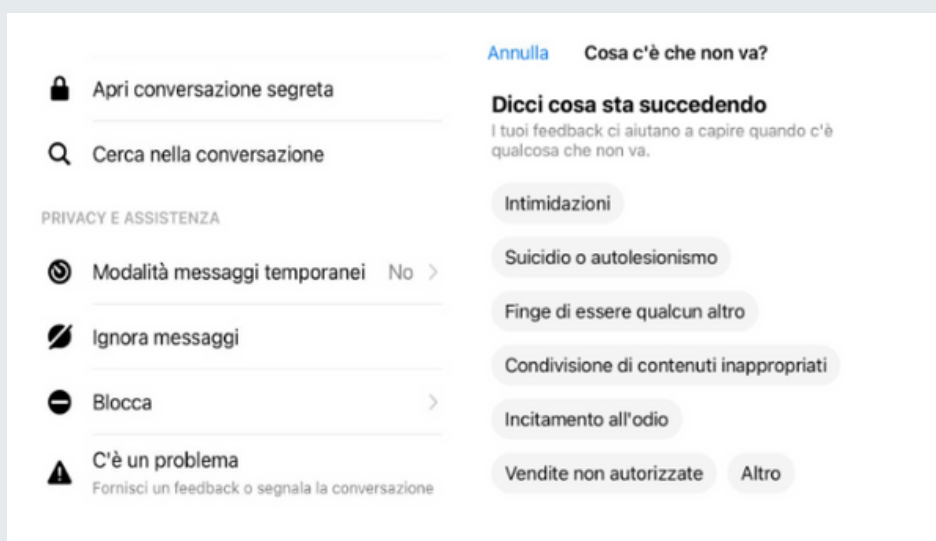 Apri conversazione segreta
Cerca nella conversazione
PRIVACY E ASSISTENZA
Modalità messaggi temporanei No
Ignora messaggi
Blocca
C'è un problema
Fornisci un feedback o segnala la conversazione
Annulla Cosa c'è che non va?
Dicci cosa sta succedendo
I tuoi feedback ci aiutano a capire quando c'è
qualcosa che non va.
Intimidazioni
Suicidio o autolesionismo
Finge di essere qualcun altro
Condivisione di contenuti inappropriati
Incitamento all'odio
Vendite non autorizzate Altro